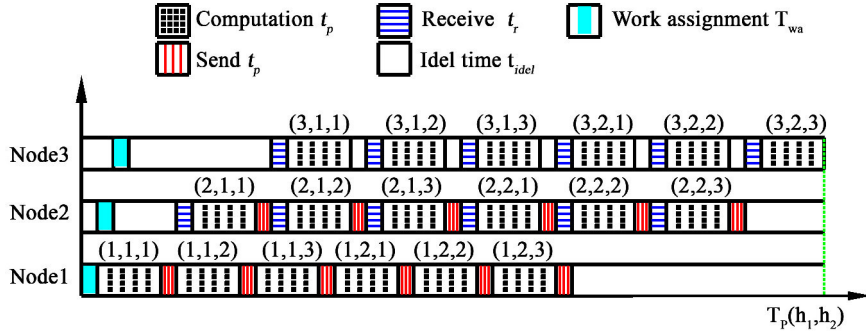 Computation t_p Receive t_r Work assignment T_wa
Send t_p Idel time t_idel
(3,1,1) (3,1,2) (3,1,3) (3,2,1) (3,2,2) (3,2,3)
Node3
(2,1,1) (2,1,2) (2,1,3) (2,2,1) (2,2,2) (2,2,3)
Node2
(1,1,1) (1,1,2) (1,1,3) (1,2,1) (1,2,2) (1,2,3)
Node1
T_P(h_1,h_2)